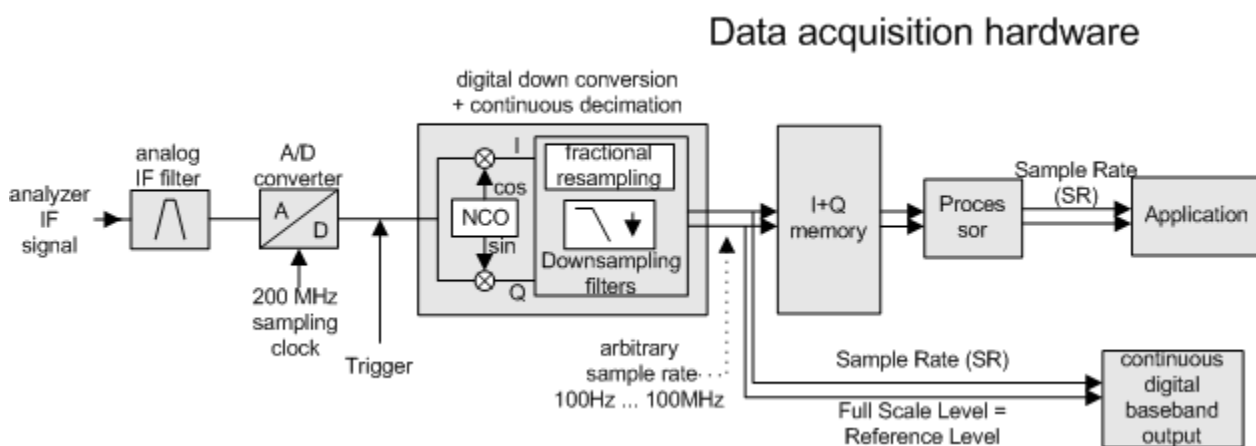 Data acquisition hardware
digital down conversion
+ continuous decimation
analog
IF filter
A/D
converter
analyzer
IF
signal
A
D
200 MHz
sampling
clock
Trigger
I
cos
NCO
sin
Q
fractional
resampling
Downsampling
filters
I+Q
memory
Proces
sor
Sample Rate
(SR)
Application
arbitrary
sample rate
100Hz ... 100MHz
Sample Rate (SR)
Full Scale Level =
Reference Level
continuous
digital
baseband
output